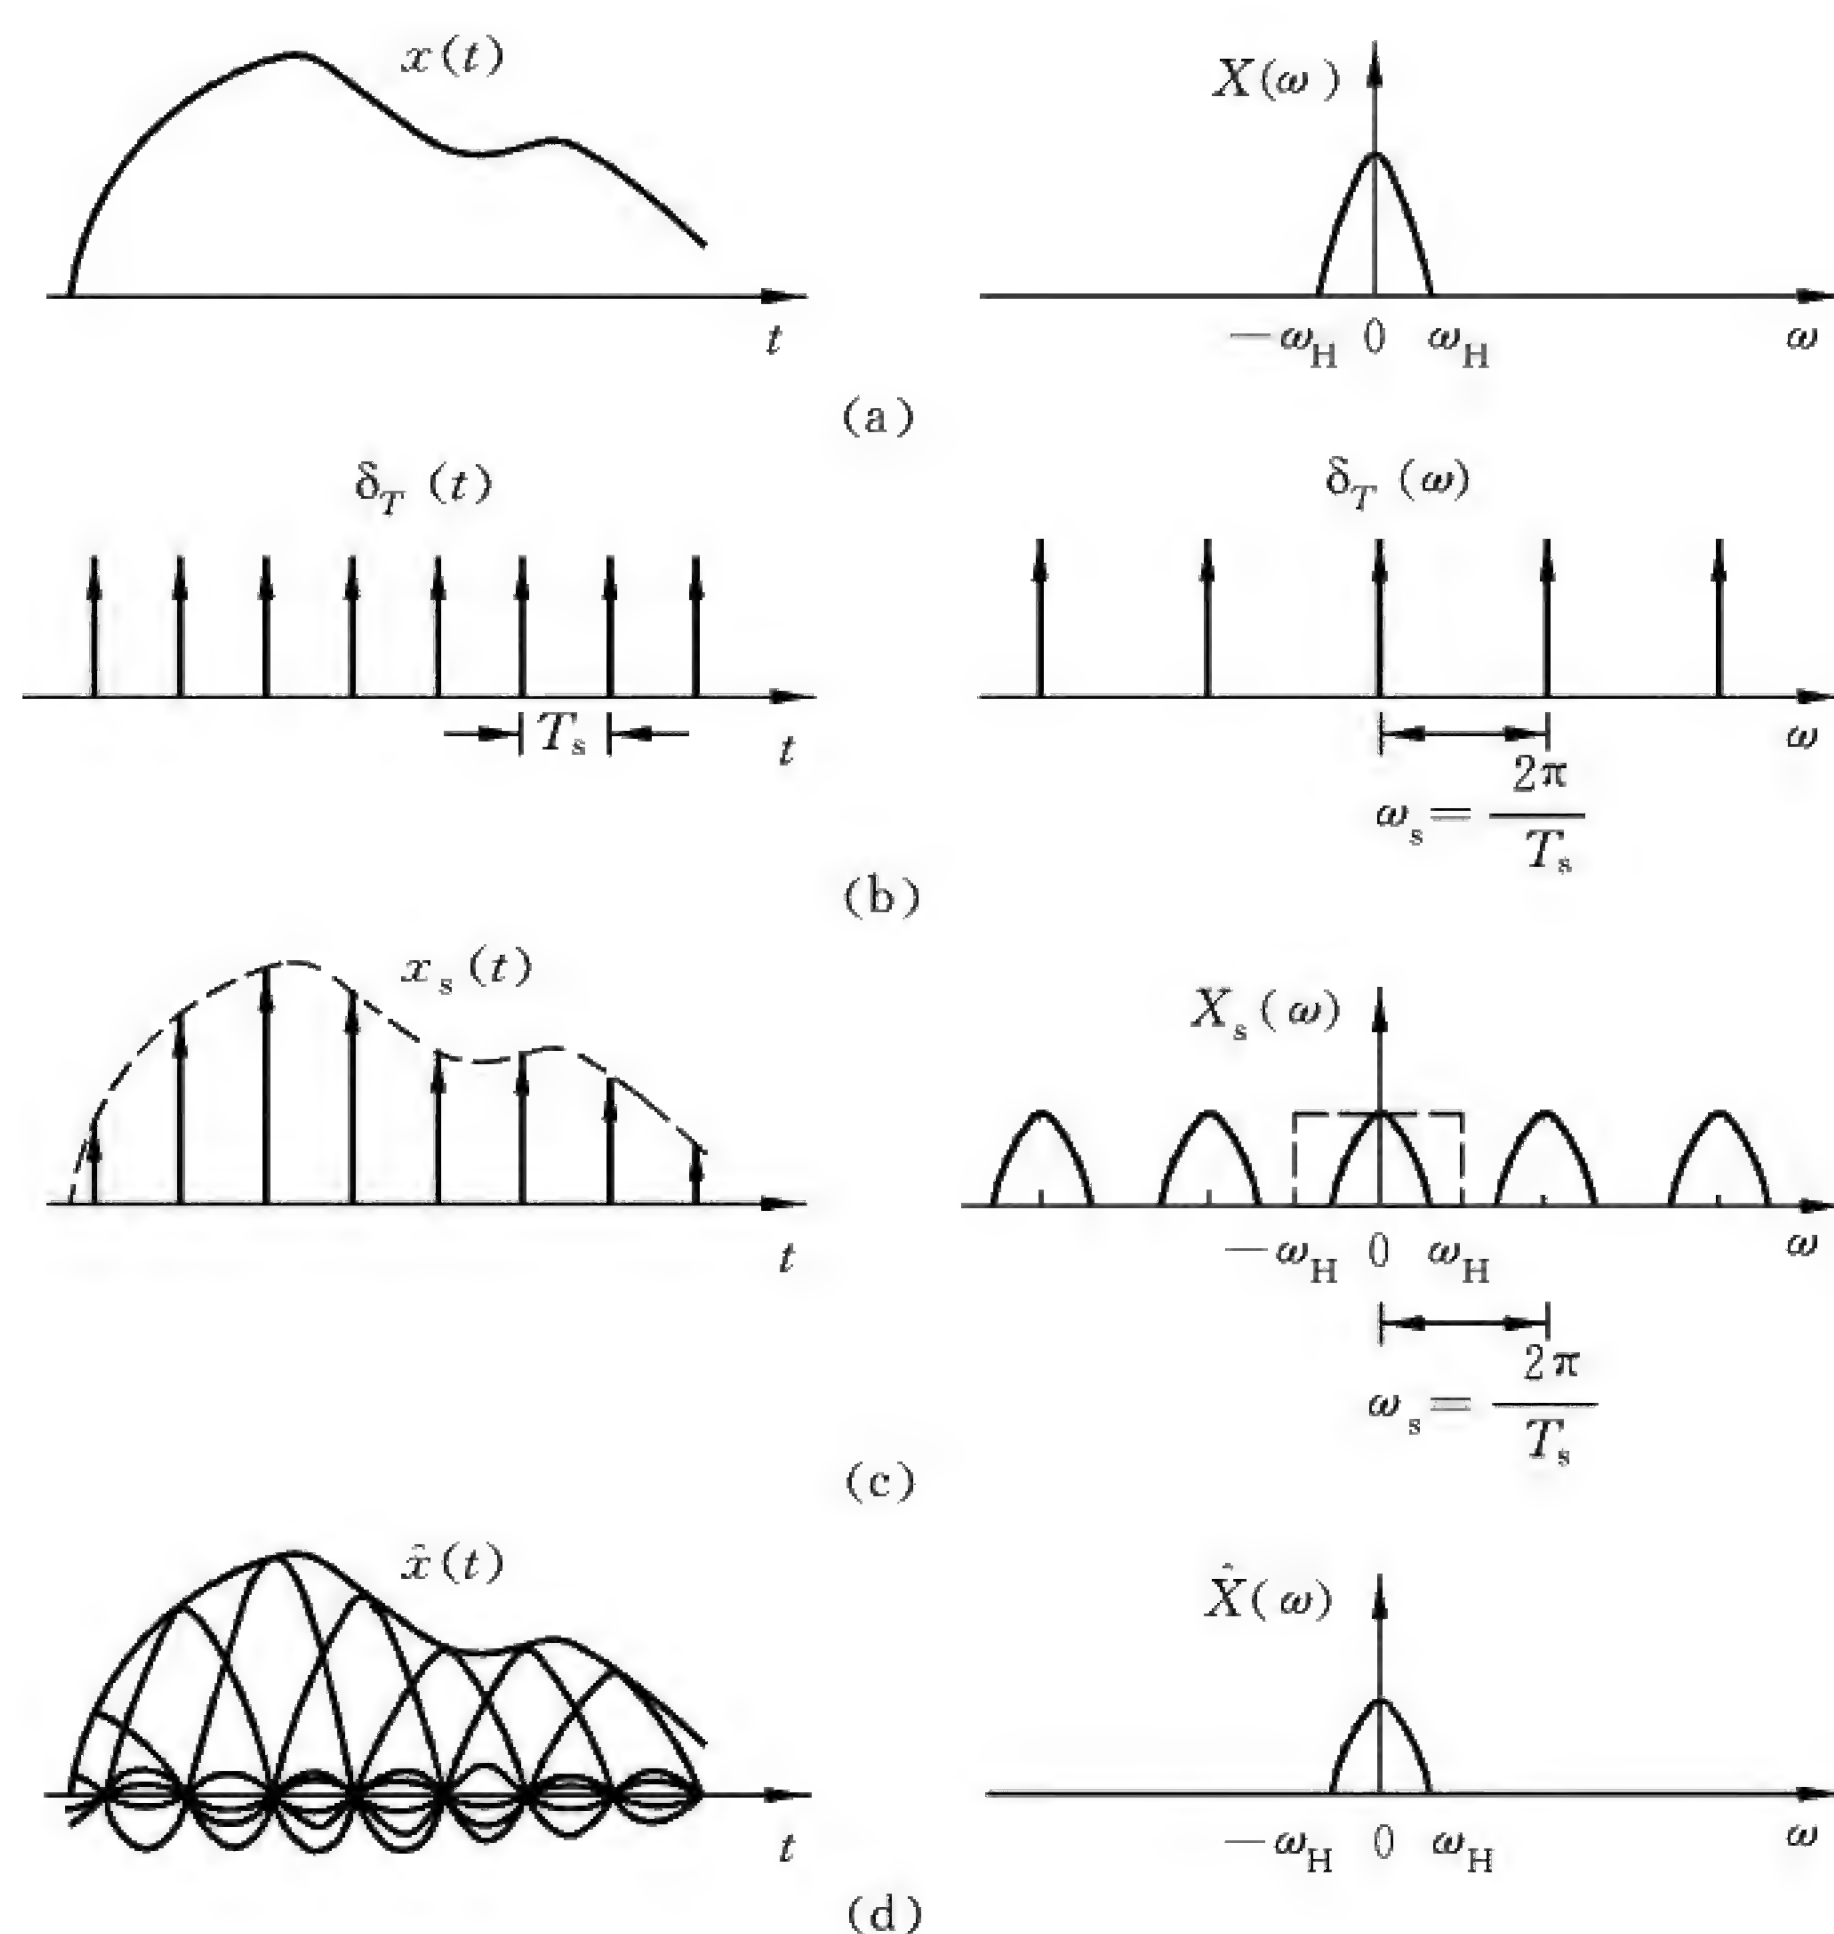 x(t)
X(ω)
t
−ω_H 0 ω_H ω
(a)
δ_T (t)
δ_T (ω)
T_s t
ω
ω_s = 2π/T_s
(b)
x_s(t)
X_s(ω)
t
−ω_H 0 ω_H ω
ω_s = 2π/T_s
(c)
x̂(t)
X̂(ω)
t
−ω_H 0 ω_H ω
(d)